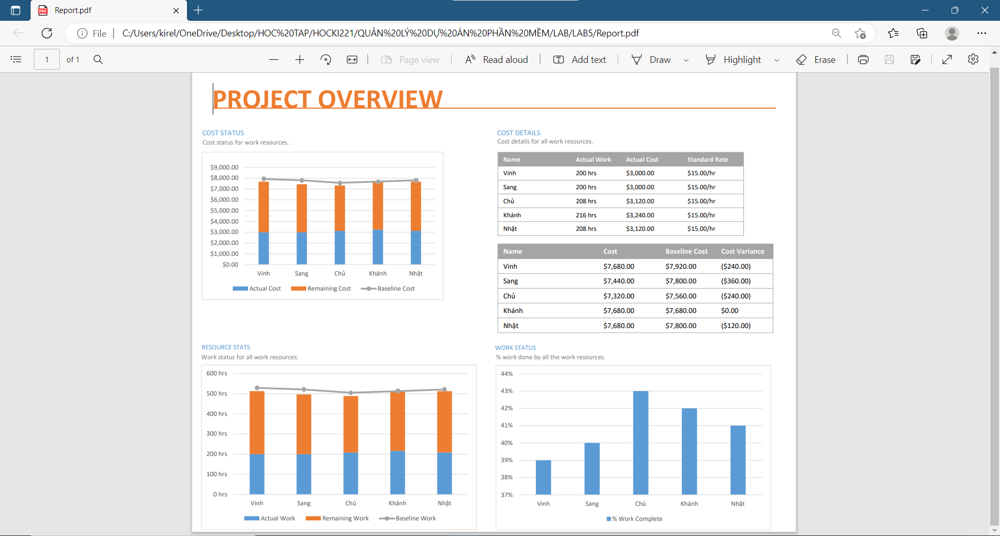 Report.pdf
File
C:/Users/kirel/OneDrive/Desktop/HOC%20TAP/HOCKI221/QUẢN%20LÝ%20DỰ%20ÁN%20PHẦN%20MỀM/LAB/LAB5/Report.pdf
1 of 1 Page view Read aloud Add text Draw Highlight Erase
PROJECT OVERVIEW
COST STATUS
Cost status for work resources.
$9,000.00
$8,000.00
$7,000.00
$6,000.00
$5,000.00
$4,000.00
$3,000.00
$2,000.00
$1,000.00
$0.00
Vinh Sang Chủ Khánh Nhật
Actual Cost Remaining Cost Baseline Cost
COST DETAILS
Cost details for all work resources.
Name Actual Work Actual Cost Standard Rate
Vinh 200 hrs $3,000.00 $15.00/hr
Sang 200 hrs $3,000.00 $15.00/hr
Chủ 208 hrs $3,120.00 $15.00/hr
Khánh 216 hrs $3,240.00 $15.00/hr
Nhật 208 hrs $3,120.00 $15.00/hr
Name Cost Baseline Cost Cost Variance
Vinh $7,680.00 $7,920.00 ($240.00)
Sang $7,440.00 $7,800.00 ($360.00)
Chủ $7,320.00 $7,560.00 ($240.00)
Khánh $7,680.00 $7,680.00 $0.00
Nhật $7,680.00 $7,800.00 ($120.00)
RESOURCE STATS
Work status for all work resources.
600 hrs
500 hrs
400 hrs
300 hrs
200 hrs
100 hrs
0 hrs
Vinh Sang Chủ Khánh Nhật
Actual Work Remaining Work Baseline Work
WORK STATUS
% work done by all the work resources.
44%
43%
42%
41%
40%
39%
38%
37%
Vinh Sang Chủ Khánh Nhật
% Work Complete